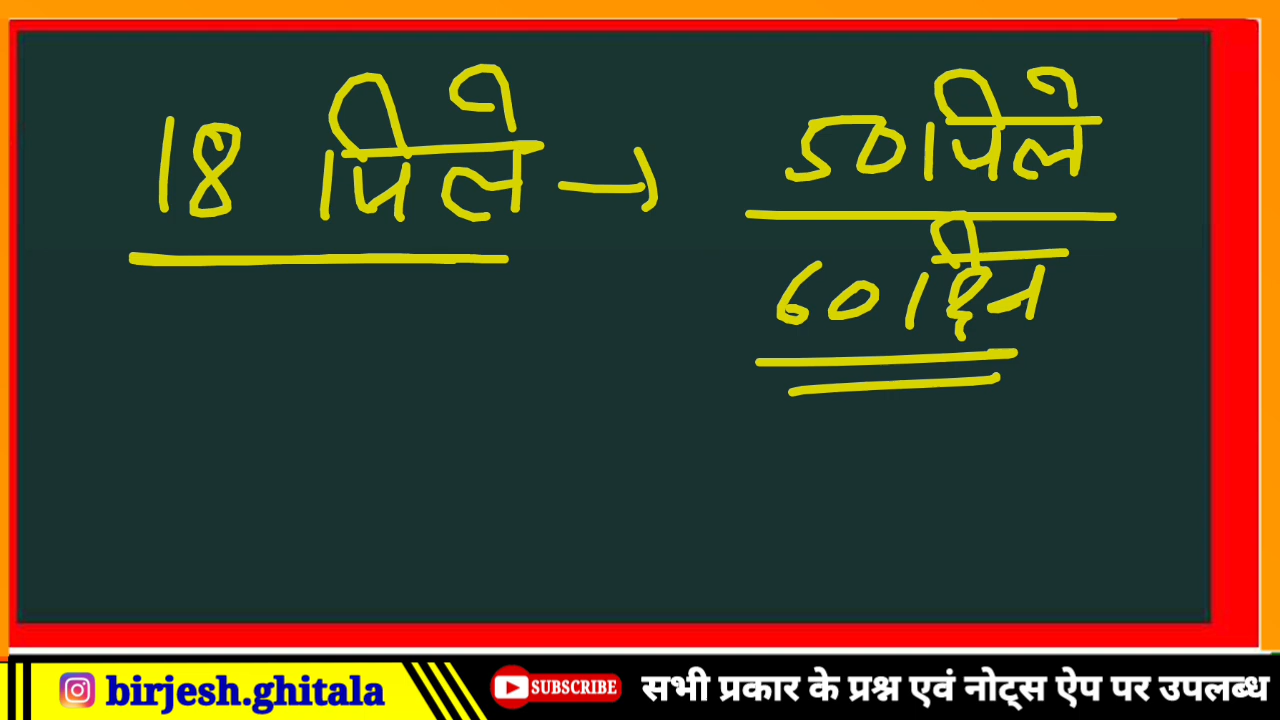 18 जिले → 50 जिले
60 दिन
birjesh.ghitala
SUBSCRIBE
सभी प्रकार के प्रश्न एवं नोट्स ऐप पर उपलब्ध